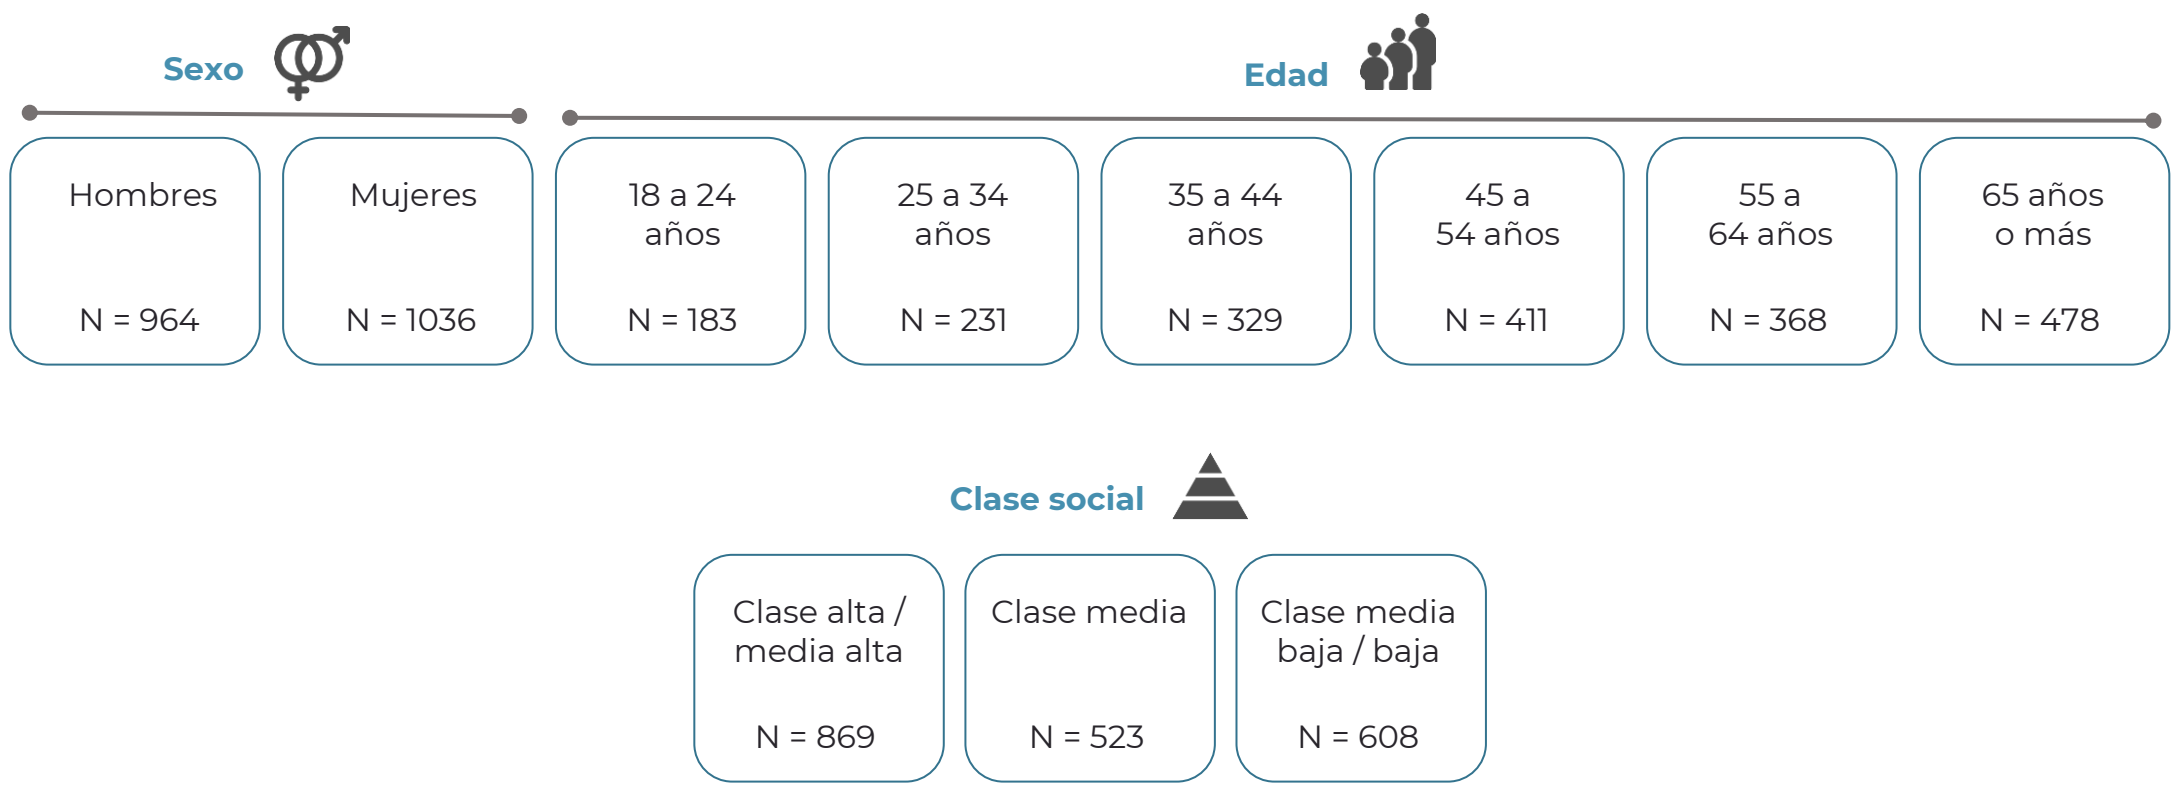 Sexo
Edad
Hombres
N = 964
Mujeres
N = 1036
18 a 24
años
N = 183
25 a 34
años
N = 231
35 a 44
años
N = 329
45 a
54 años
N = 411
55 a
64 años
N = 368
65 años
o más
N = 478
Clase social
Clase alta /
media alta
N = 869
Clase media
N = 523
Clase media
baja / baja
N = 608